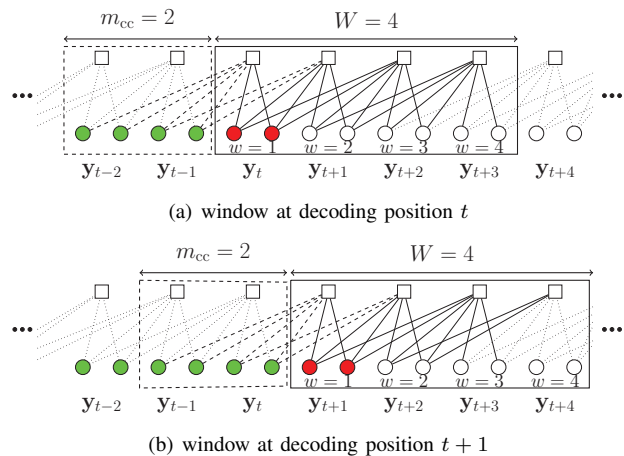 m_cc = 2 W = 4
... ...
w = 1 w = 2 w = 3 w = 4
y_{t−2} y_{t−1} y_t y_{t+1} y_{t+2} y_{t+3} y_{t+4}
(a) window at decoding position t
m_cc = 2 W = 4
... ...
w = 1 w = 2 w = 3 w = 4
y_{t−2} y_{t−1} y_t y_{t+1} y_{t+2} y_{t+3} y_{t+4}
(b) window at decoding position t + 1